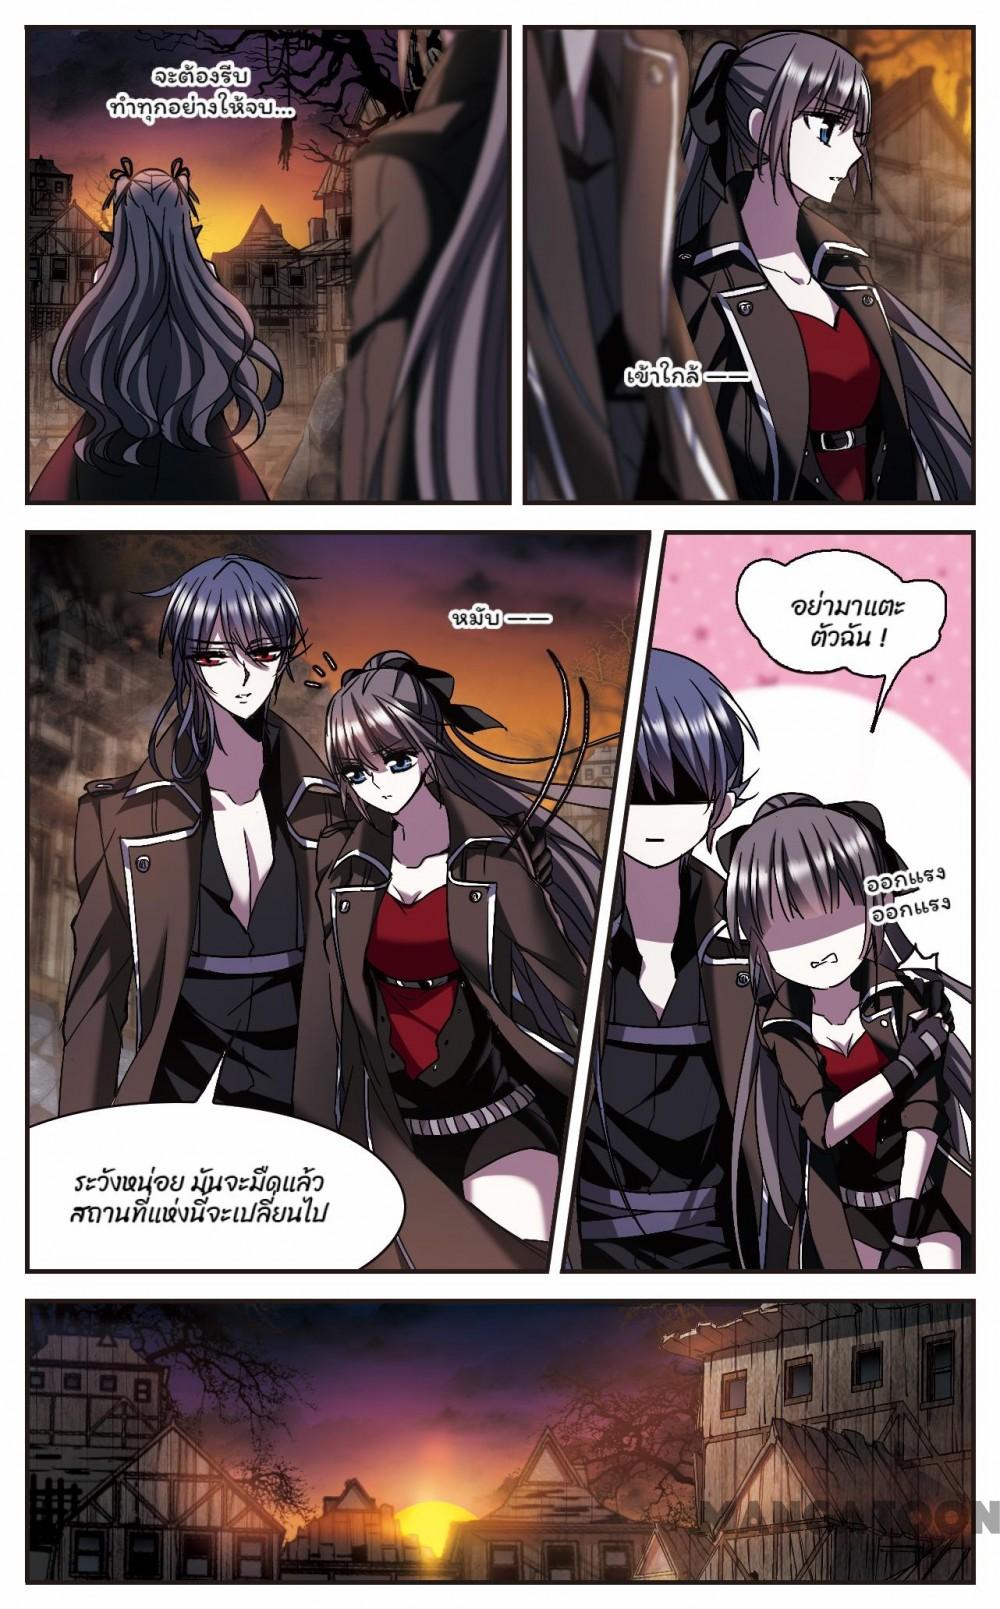 จะต้องรีบ
ทำทุกอย่างให้จบ...
เข้าใกล้ ——
หมับ ——
อย่ามาแตะ
ตัวฉัน !
ออกแรง
ออกแรง
ระวังหน่อย มันจะมืดแล้ว
สถานที่แห่งนี้จะเปลี่ยนไป
MANGATOON